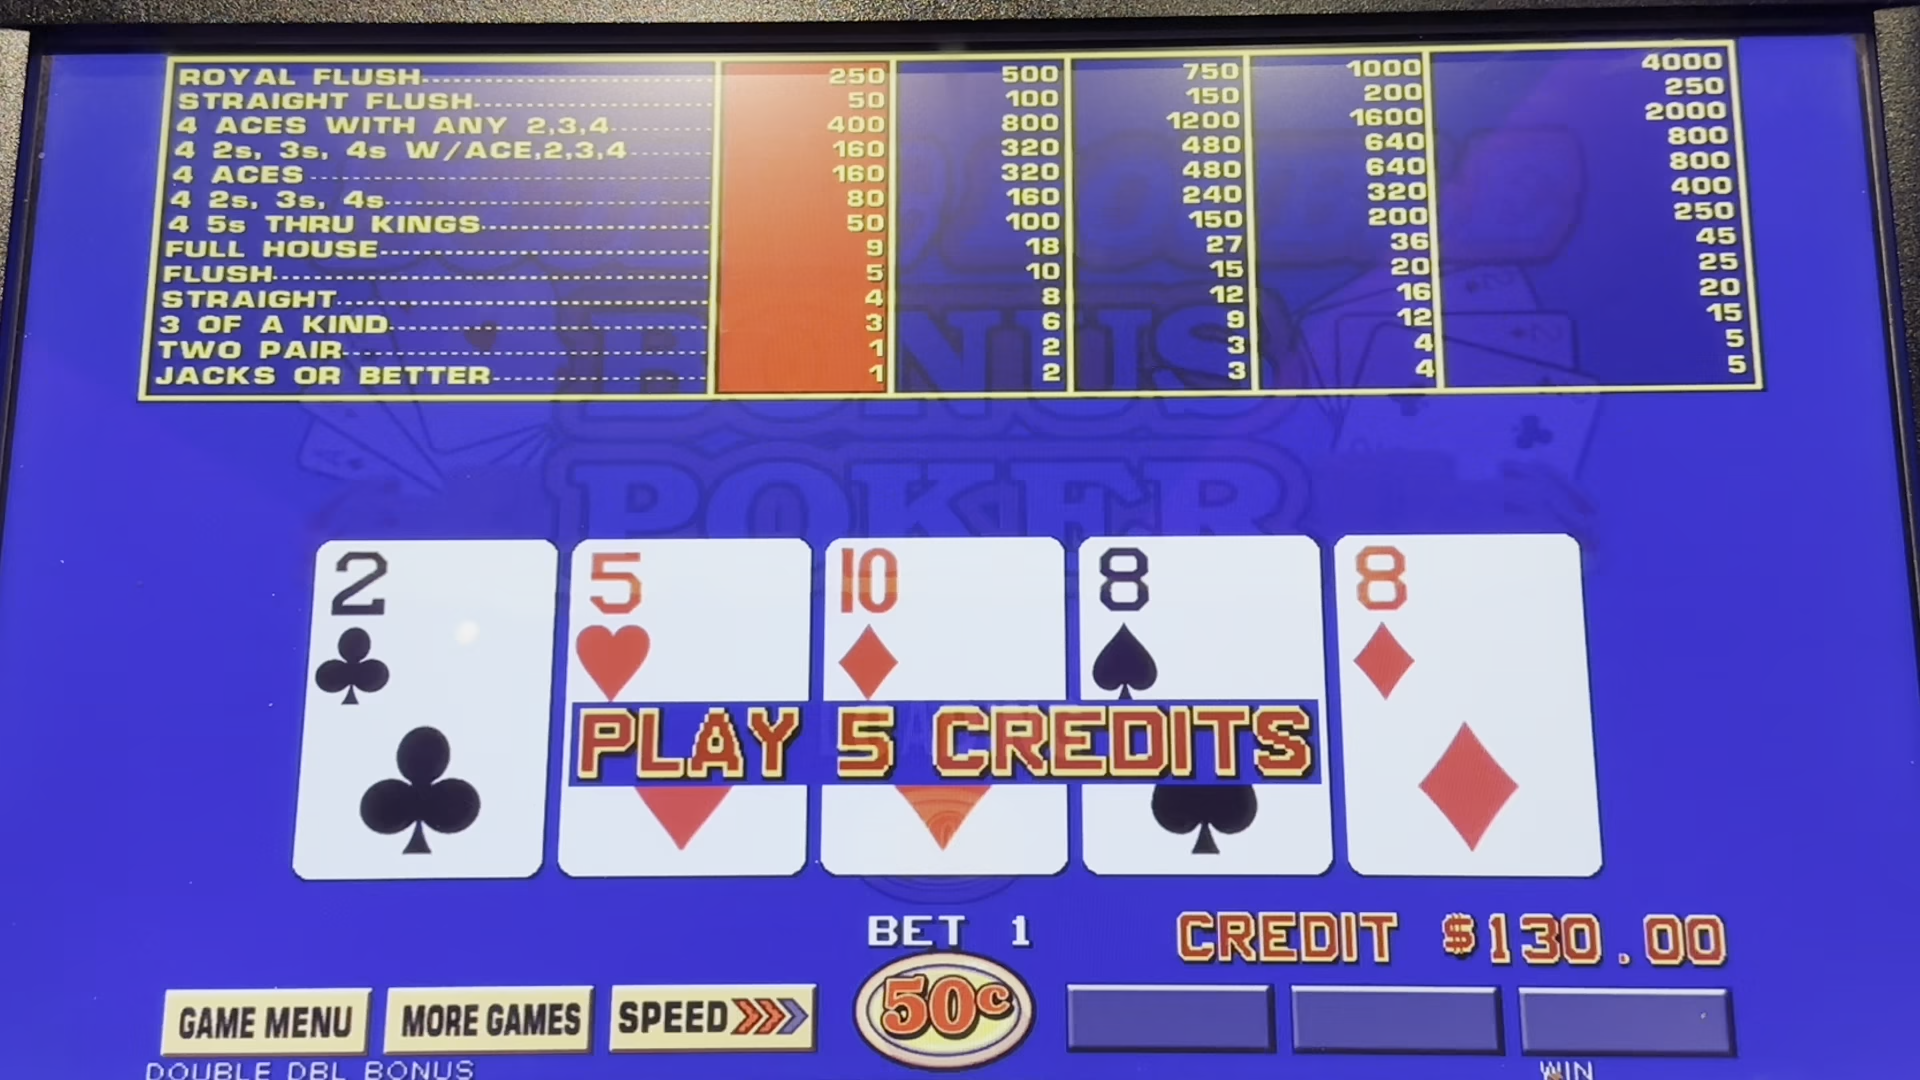 ROYAL FLUSH 250 500 750 1000 4000
STRAIGHT FLUSH 50 100 150 200 250
4 ACES WITH ANY 2,3,4 400 800 1200 1600 2000
4 2s, 3s, 4s W/ACE,2,3,4 160 320 480 640 800
4 ACES 160 320 480 640 800
4 2s, 3s, 4s 80 160 240 320 400
4 5s THRU KINGS 50 100 150 200 250
FULL HOUSE 9 18 27 36 45
FLUSH 5 10 15 20 25
STRAIGHT 4 8 12 16 20
3 OF A KIND 3 6 9 12 15
TWO PAIR 1 2 3 4 5
JACKS OR BETTER 1 2 3 4 5
BONUS
POKER
2 5 10 8 8
PLAY 5 CREDITS
BET 1 CREDIT $130.00
GAME MENU MORE GAMES SPEED 50¢
DOUBLE DBL BONUS WIN